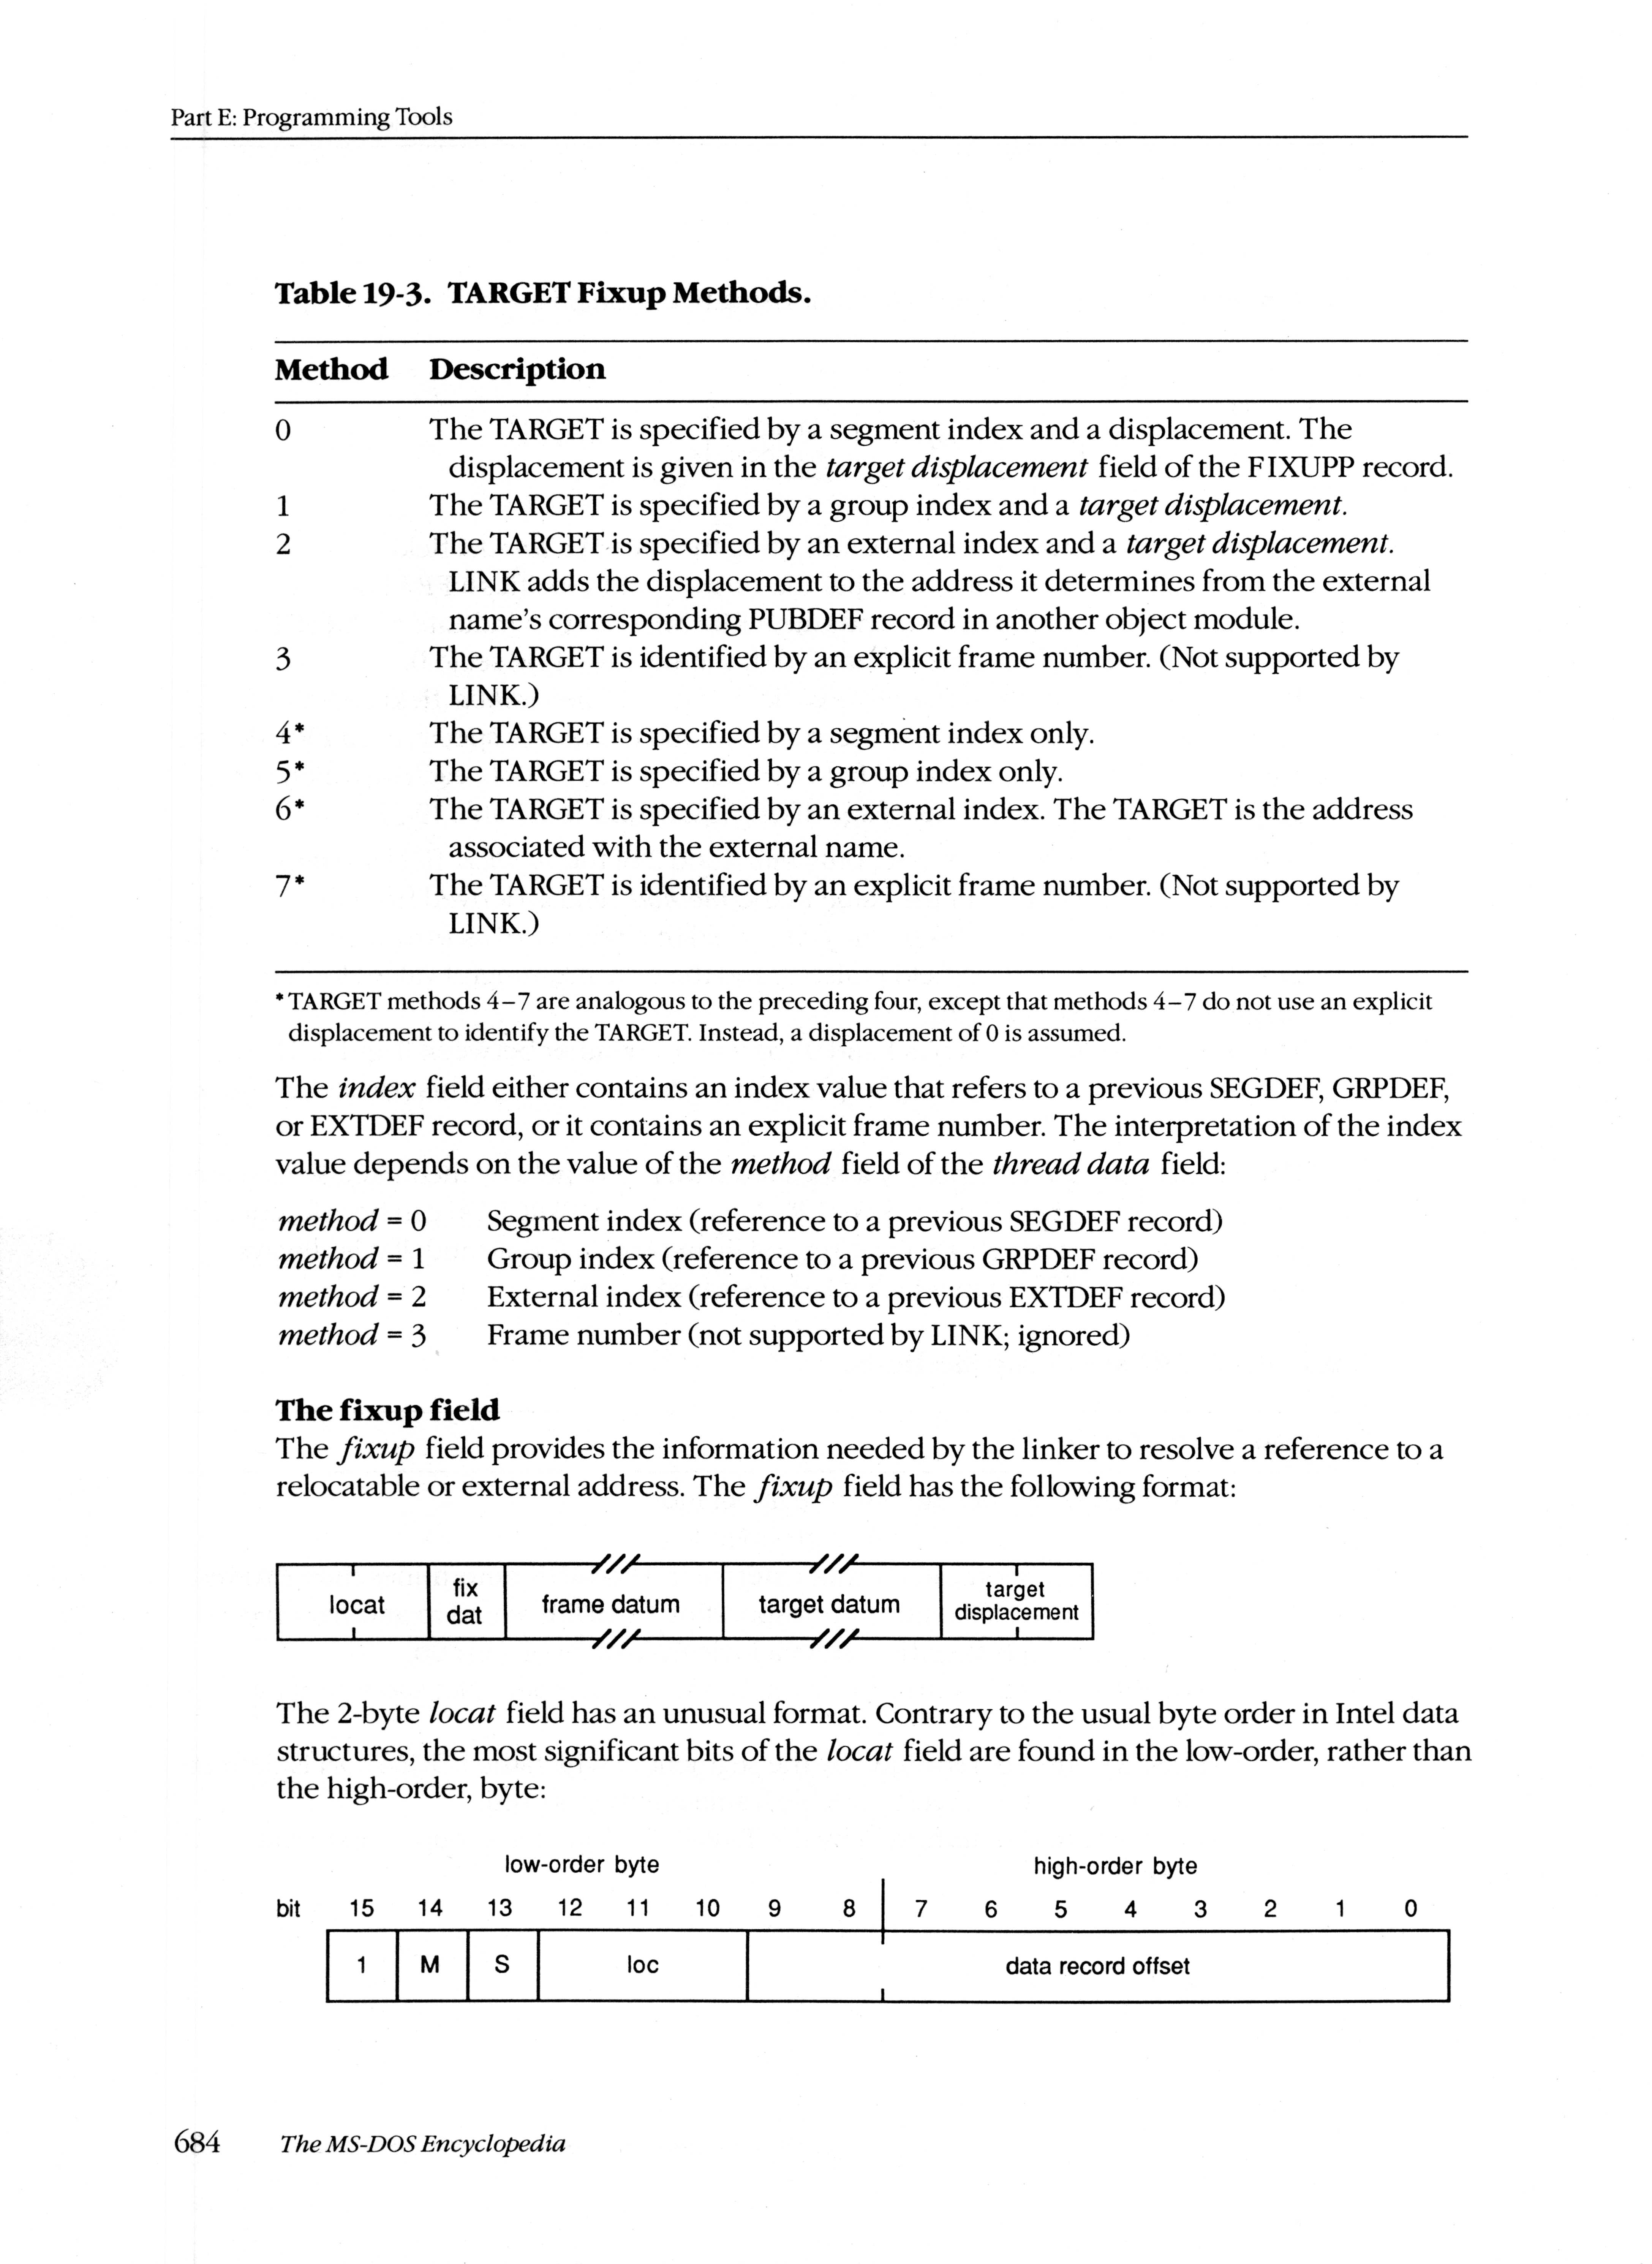 Part E: Programming Tools
Table 19-3. TARGET Fixup Methods.
Method Description
0 The TARGET is specified by a segment index and a displacement. The
displacement is given in the target displacement field of the FIXUPP record.
1 The TARGET is specified by a group index and a target displacement.
2 The TARGET is specified by an external index and a target displacement.
LINK adds the displacement to the address it determines from the external
name's corresponding PUBDEF record in another object module.
3 The TARGET is identified by an explicit frame number. (Not supported by
LINK.)
4* The TARGET is specified by a segment index only.
5* The TARGET is specified by a group index only.
6* The TARGET is specified by an external index. The TARGET is the address
associated with the external name.
7* The TARGET is identified by an explicit frame number. (Not supported by
LINK.)
* TARGET methods 4–7 are analogous to the preceding four, except that methods 4–7 do not use an explicit
displacement to identify the TARGET. Instead, a displacement of 0 is assumed.
The index field either contains an index value that refers to a previous SEGDEF, GRPDEF,
or EXTDEF record, or it contains an explicit frame number. The interpretation of the index
value depends on the value of the method field of the thread data field:
method = 0 Segment index (reference to a previous SEGDEF record)
method = 1 Group index (reference to a previous GRPDEF record)
method = 2 External index (reference to a previous EXTDEF record)
method = 3 Frame number (not supported by LINK; ignored)
The fixup field
The fixup field provides the information needed by the linker to resolve a reference to a
relocatable or external address. The fixup field has the following format:
locat
fix
dat
frame datum
target datum
target
displacement
The 2-byte locat field has an unusual format. Contrary to the usual byte order in Intel data
structures, the most significant bits of the locat field are found in the low-order, rather than
the high-order, byte:
low-order byte high-order byte
bit 15 14 13 12 11 10 9 8 7 6 5 4 3 2 1 0
1 M S loc data record offset
684 The MS-DOS Encyclopedia